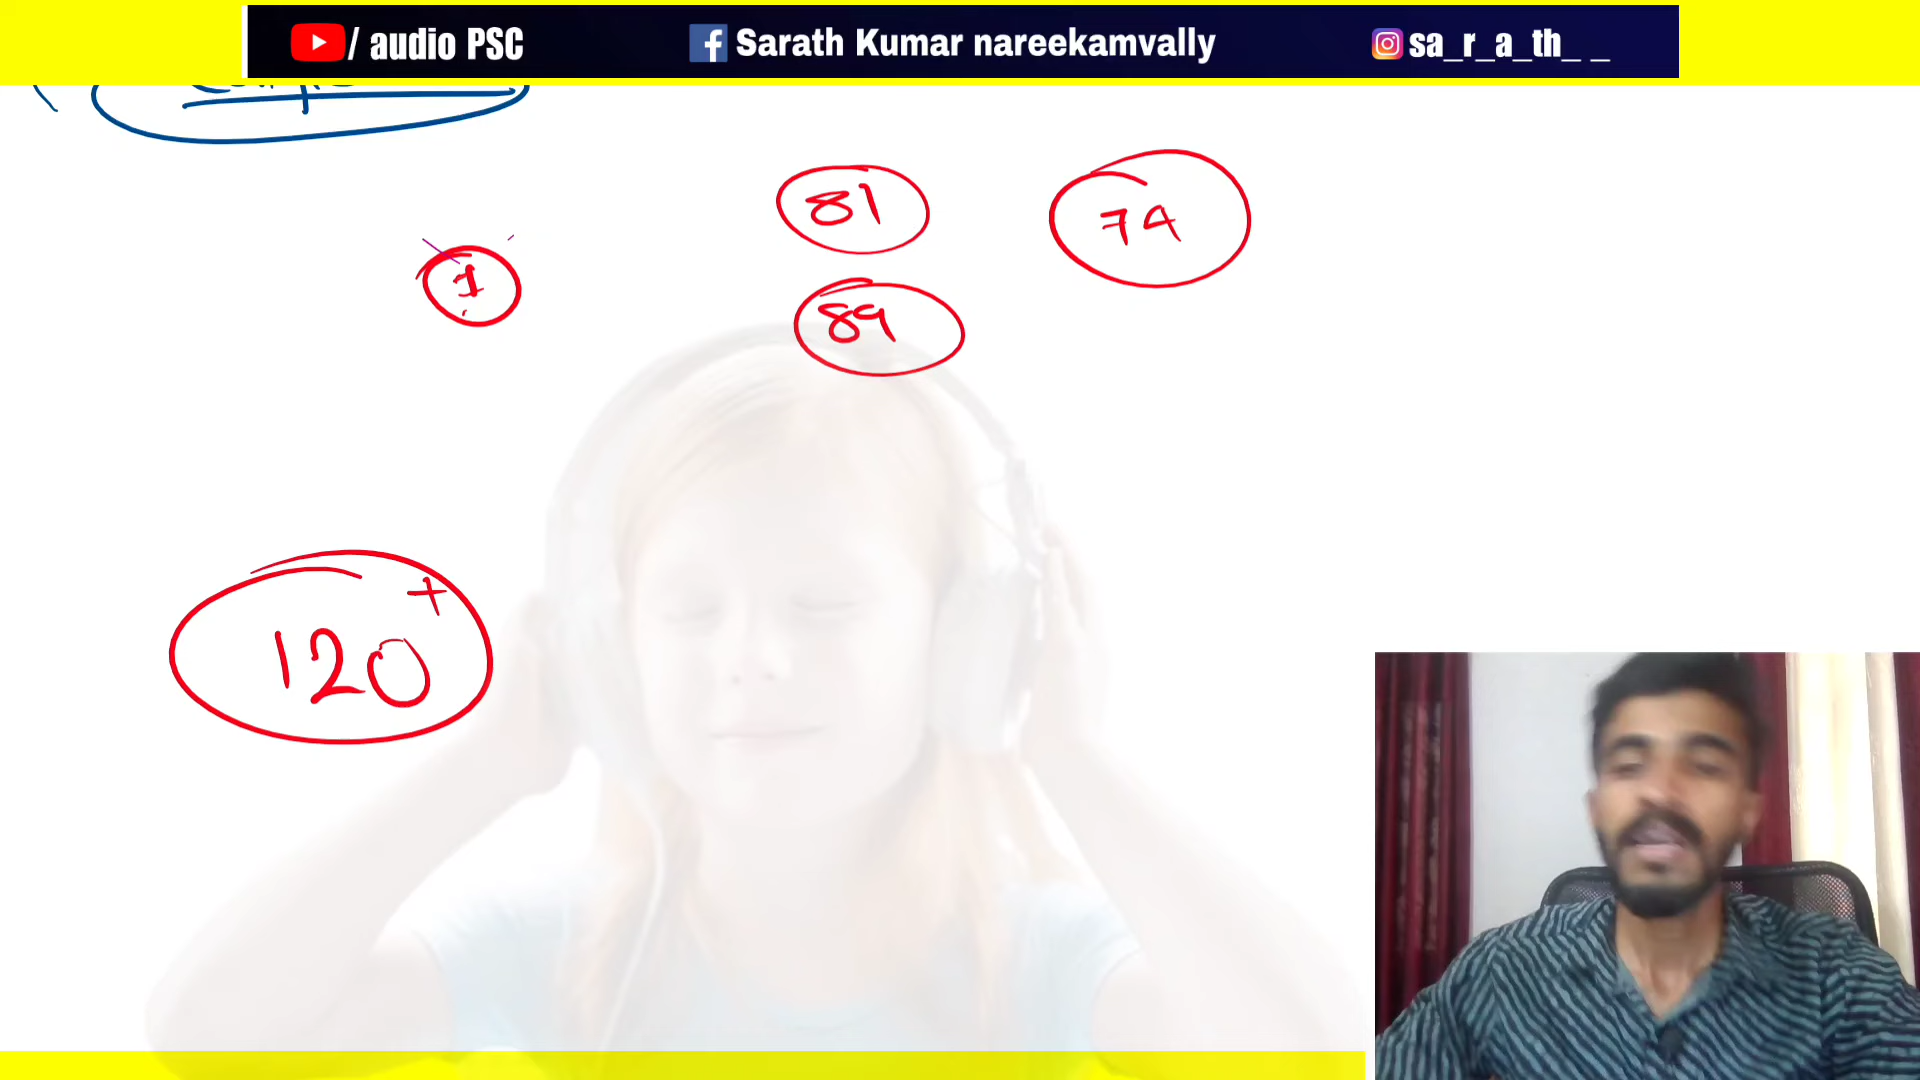 / audio PSC Sarath Kumar nareekamvally sa_r_a_th_ _
81 74
1
89
120+